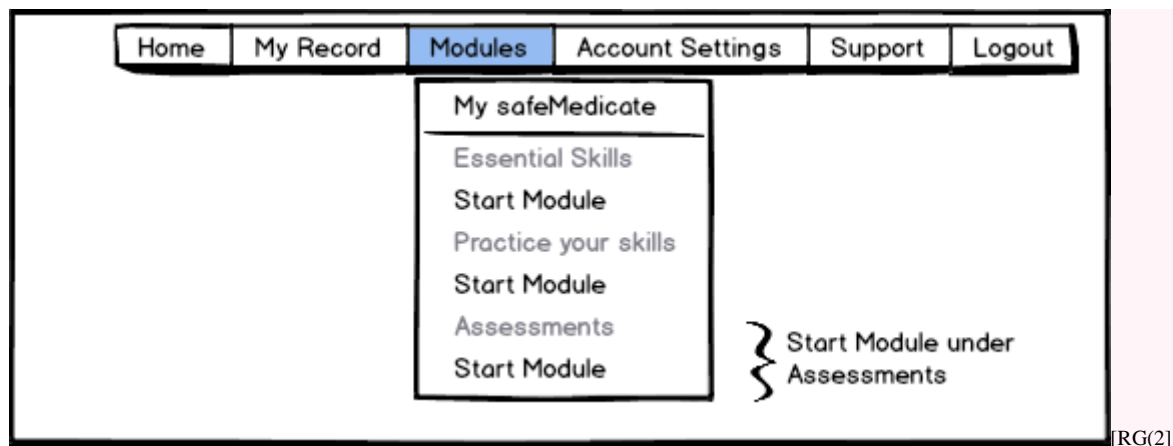 Home My Record Modules Account Settings Support Logout
My safeMedicate
Essential Skills
Start Module
Practice your skills
Start Module
Assessments
Start Module
Start Module under
Assessments
[RG(2]